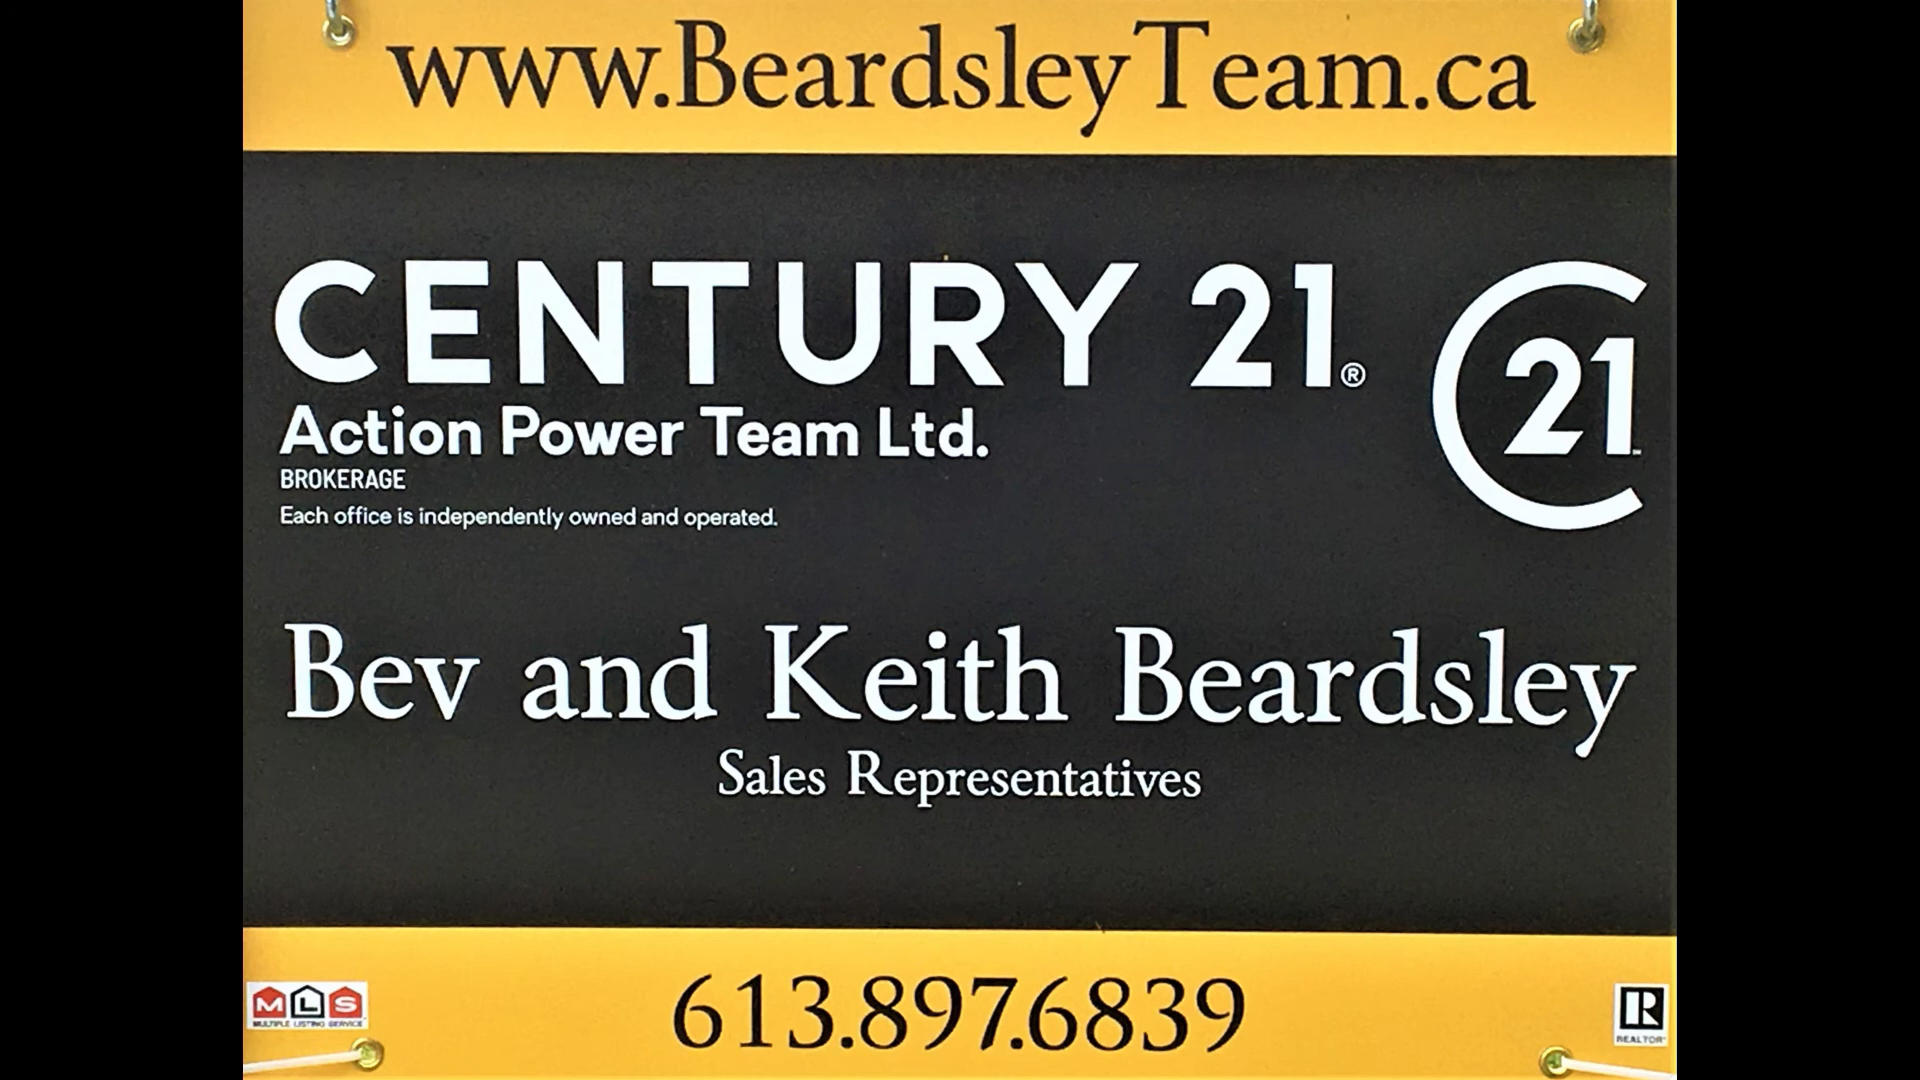 www.BeardsleyTeam.ca
CENTURY 21®
C21™
Action Power Team Ltd.
BROKERAGE
Each office is independently owned and operated.
Bev and Keith Beardsley
Sales Representatives
613.897.6839
MLS
MULTIPLE LISTING SERVICE
R
REALTOR®